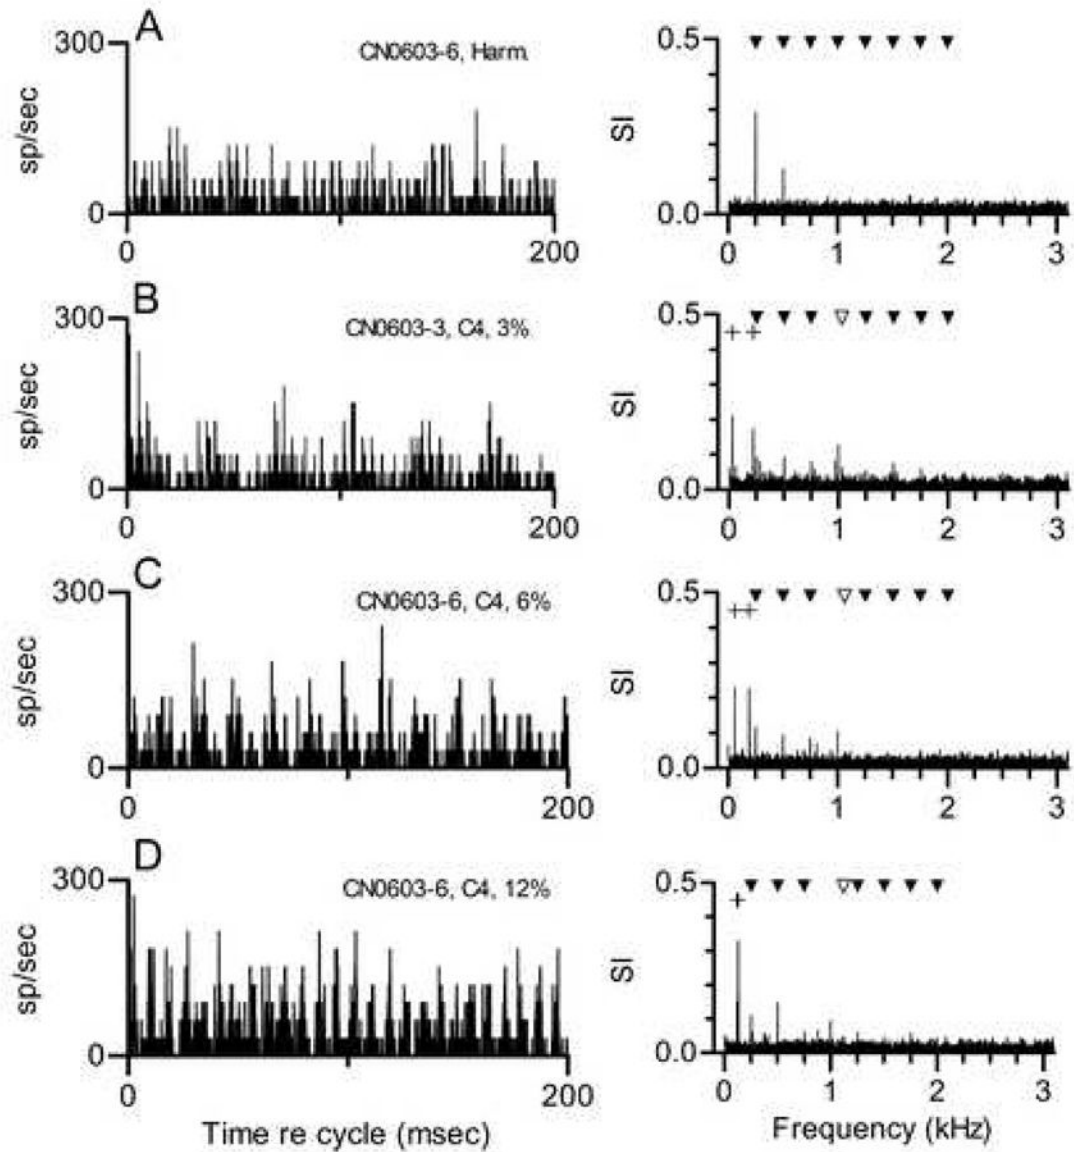 A
300
CN0603-6, Harm.
sp/sec
0
0
200
0.5
SI
0.0
0
1
2
3
B
300
CN0603-3, C4, 3%
sp/sec
0
0
200
0.5
SI
0.0
0
1
2
3
C
300
CN0603-6, C4, 6%
sp/sec
0
0
200
0.5
SI
0.0
0
1
2
3
D
300
CN0603-6, C4, 12%
sp/sec
0
0
200
Time re cycle (msec)
0.5
SI
0.0
0
1
2
3
Frequency (kHz)